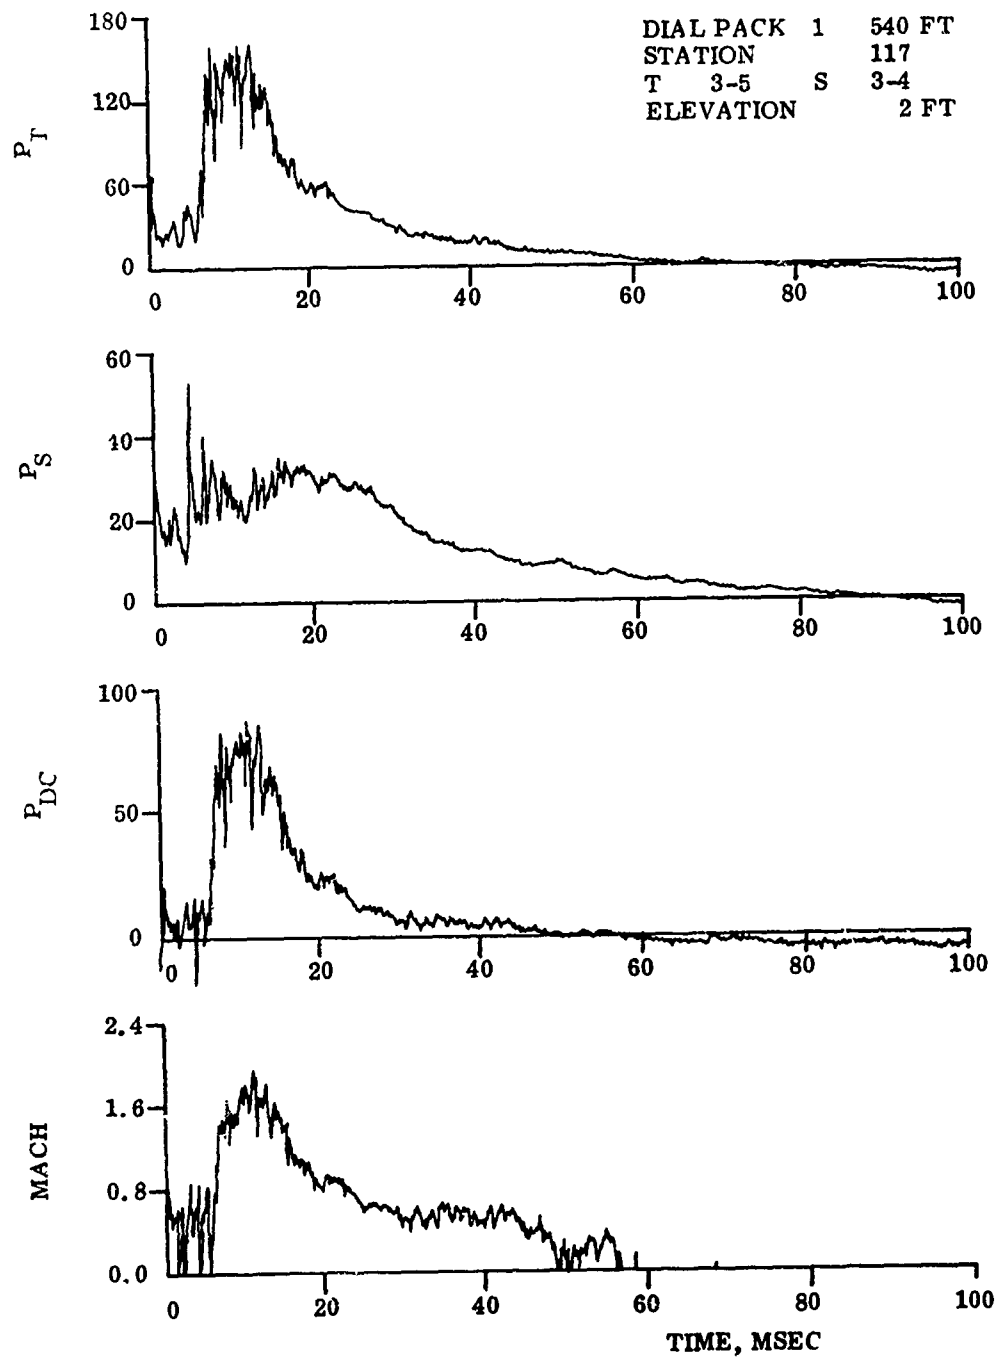 DIAL PACK 1 540 FT
STATION 117
T 3-5 S 3-4
ELEVATION 2 FT
180
120
60
0
P_T
0 20 40 60 80 100
60
40
20
0
P_S
0 20 40 60 80 100
100
50
0
P_DC
0 20 40 60 80 100
2.4
1.6
0.8
0.0
MACH
0 20 40 60 80 100
TIME, MSEC